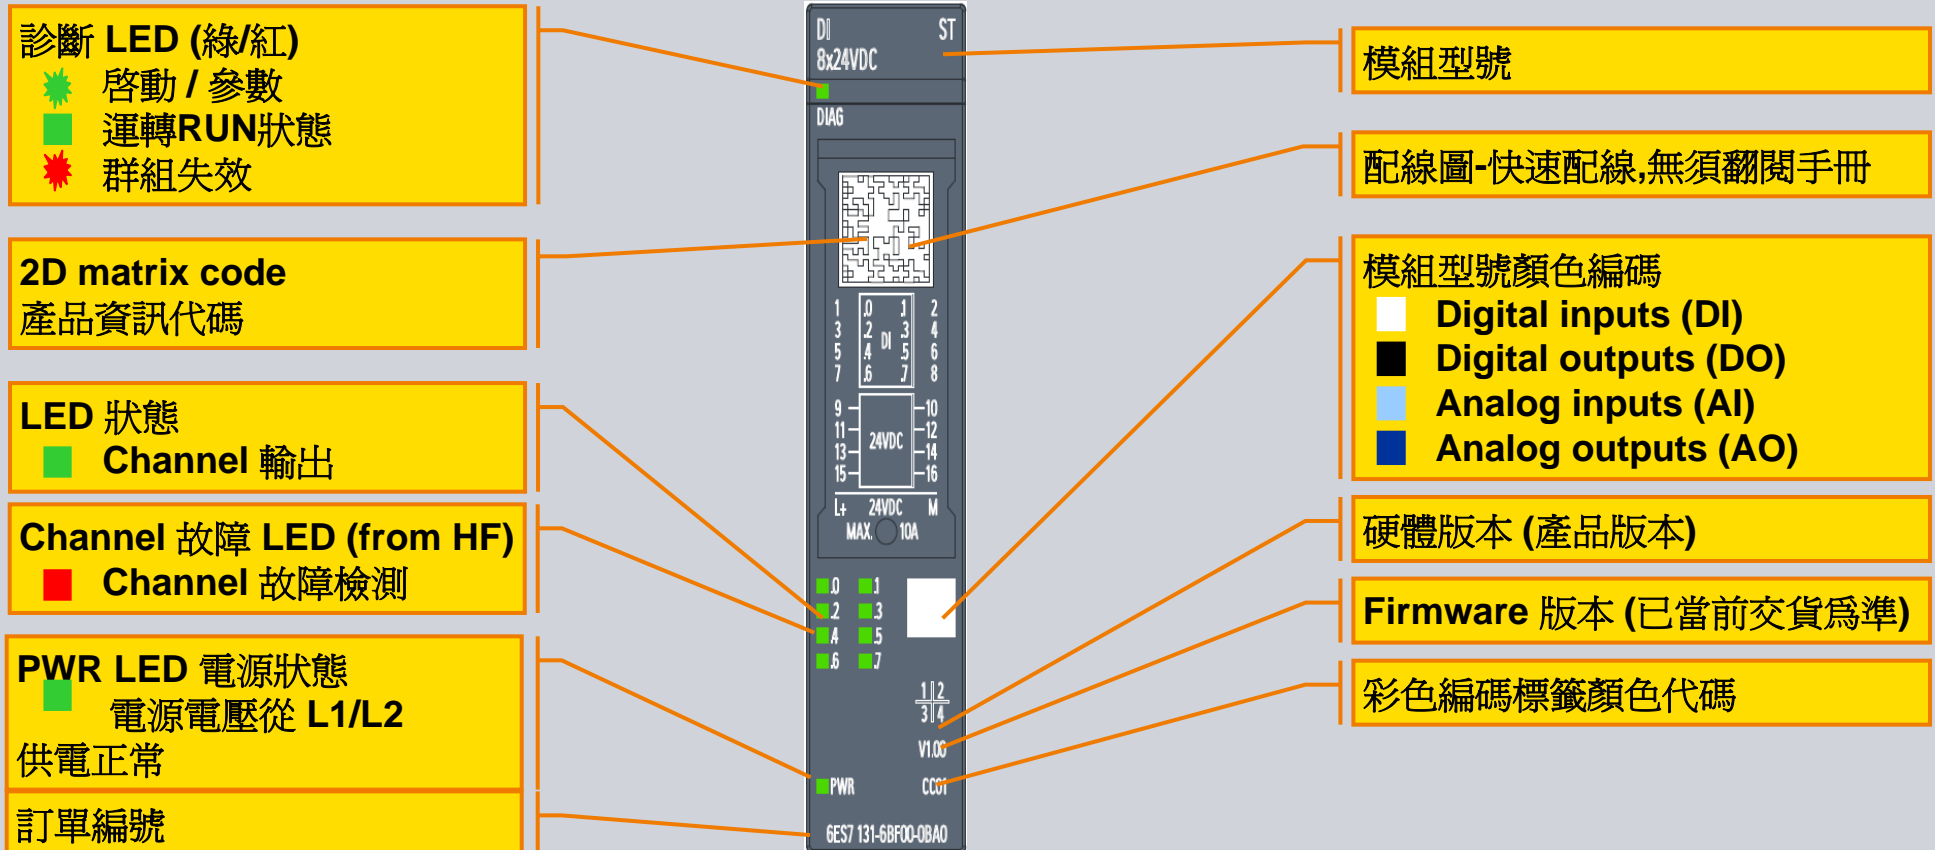 診斷 LED (綠/紅)
啓動 / 參數
運轉RUN狀態
群組失效
2D matrix code
產品資訊代碼
LED 狀態
Channel 輸出
Channel 故障 LED (from HF)
Channel 故障檢測
PWR LED 電源狀態
電源電壓從 L1/L2
供電正常
訂單編號
DI ST
8x24VDC
DIAG
1 .0 .1 2
3 .2 .3 4
DI
5 .4 .5 6
7 .6 .7 8
9 10
11 12
24VDC
13 14
15 16
L+ 24VDC M
MAX. 10A
.0 .1
.2 .3
.4 .5
.6 .7
1 2
3 4
V1.00
PWR CC01
6ES7 131-6BF00-0BA0
模組型號
配線圖-快速配線,無須翻閱手冊
模組型號顏色編碼
Digital inputs (DI)
Digital outputs (DO)
Analog inputs (AI)
Analog outputs (AO)
硬體版本 (產品版本)
Firmware 版本 (已當前交貨爲準)
彩色編碼標籤顏色代碼